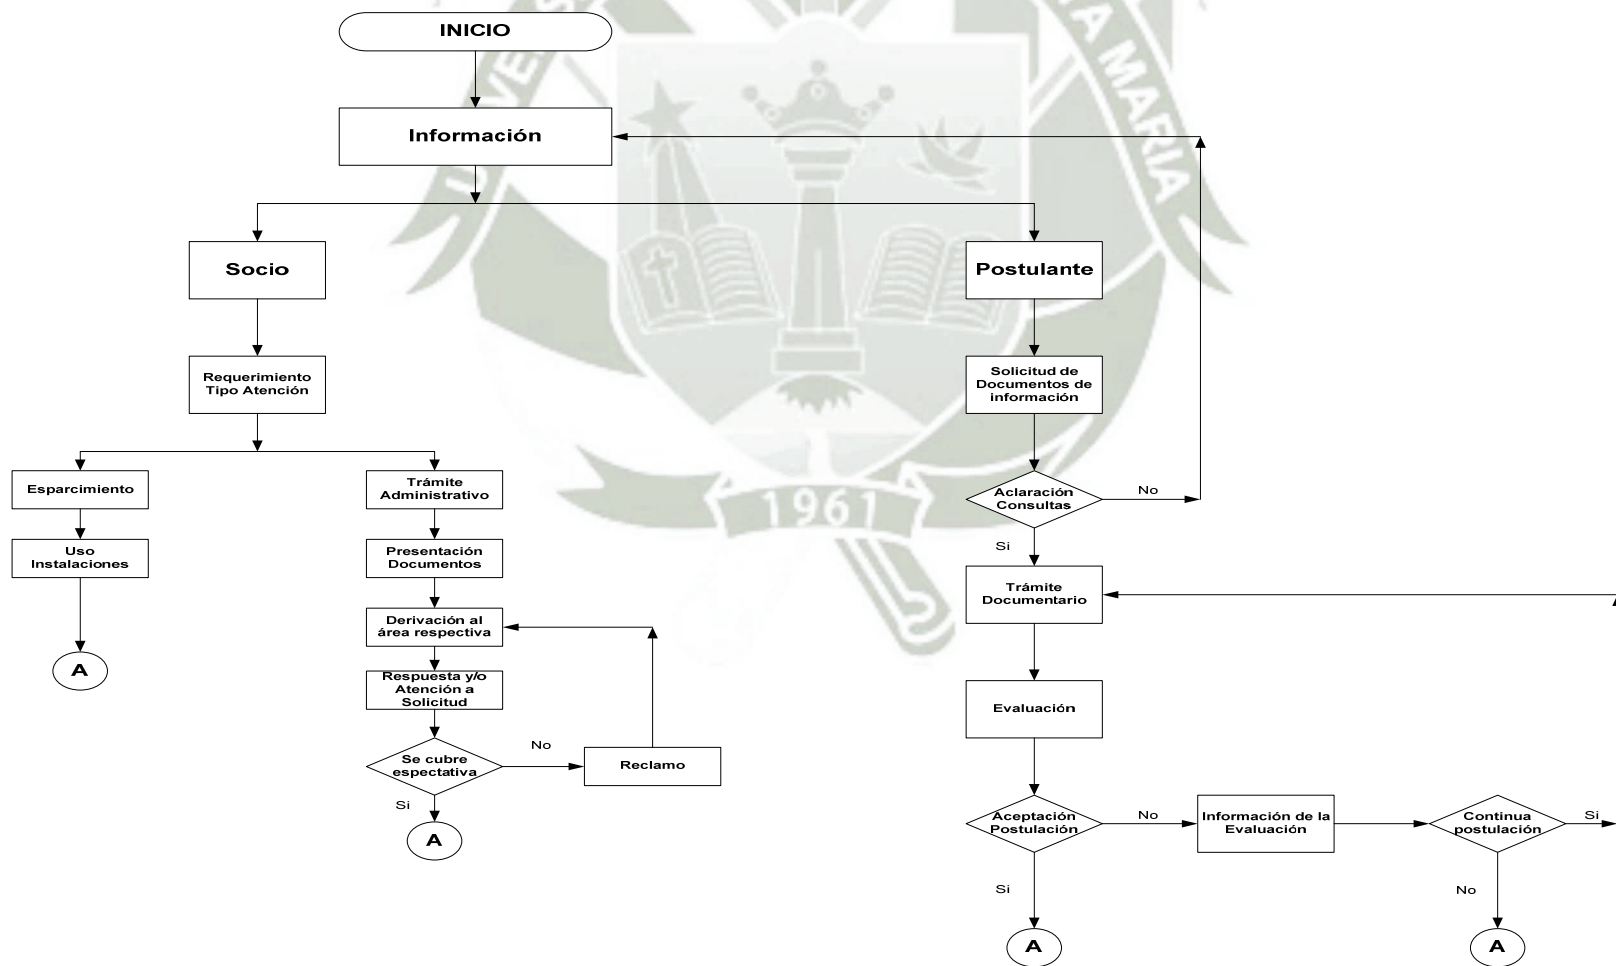 INICIO
Información
Socio
Postulante
Requerimiento
Tipo Atención
Solicitud de
Documentos de
información
Esparcimiento
Trámite
Administrativo
Aclaración
Consultas
No
Uso
Instalaciones
Presentación
Documentos
Si
Trámite
Documentario
Derivación al
área respectiva
A
Respuesta y/o
Atención a
Solicitud
Evaluación
Se cubre
espectativa
No
Reclamo
Si
A
Aceptación
Postulación
No
Información de la
Evaluación
Continua
postulación
Si
Si
No
A
A
1961
MARIA